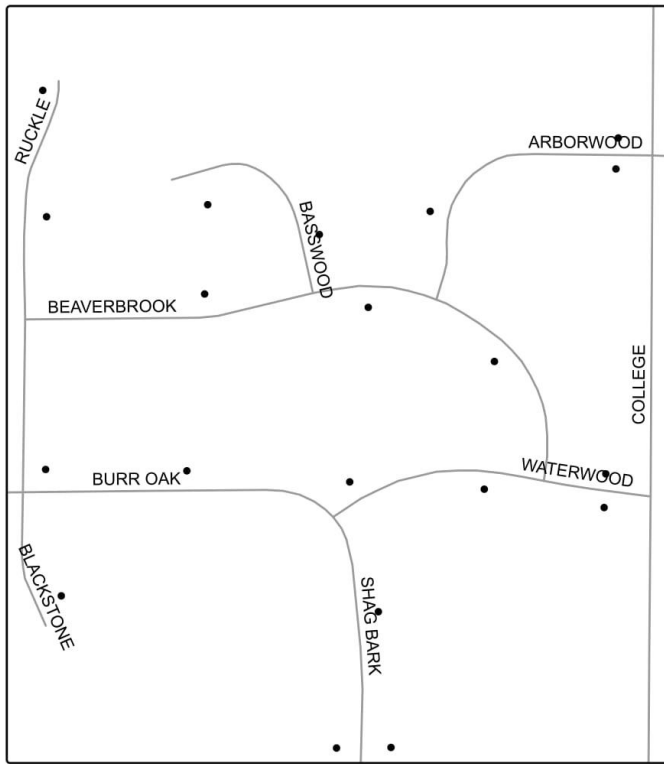 RUCKLE
ARBORWOOD
BASSWOOD
BEAVERBROOK
COLLEGE
BURR OAK
WATERWOOD
BLACKSTONE
SHAG BARK